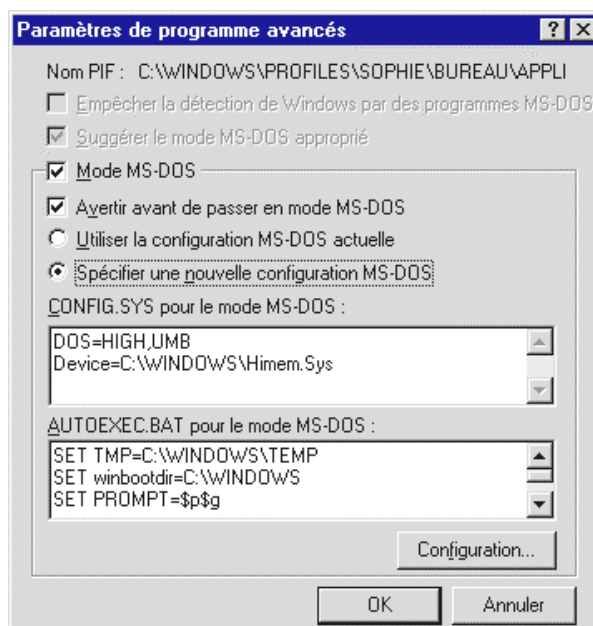 Paramètres de programme avancés
Nom PIF : C:\WINDOWS\PROFILES\SOPHIE\BUREAU\APPLI
Empêcher la détection de Windows par des programmes MS-DOS
Suggérer le mode MS-DOS approprié
Mode MS-DOS
Avertir avant de passer en mode MS-DOS
Utiliser la configuration MS-DOS actuelle
Spécifier une nouvelle configuration MS-DOS
CONFIG.SYS pour le mode MS-DOS :
DOS=HIGH,UMB
Device=C:\WINDOWS\Himem.Sys
AUTOEXEC.BAT pour le mode MS-DOS :
SET TMP=C:\WINDOWS\TEMP
SET winbootdir=C:\WINDOWS
SET PROMPT=$p$g
Configuration...
OK Annuler